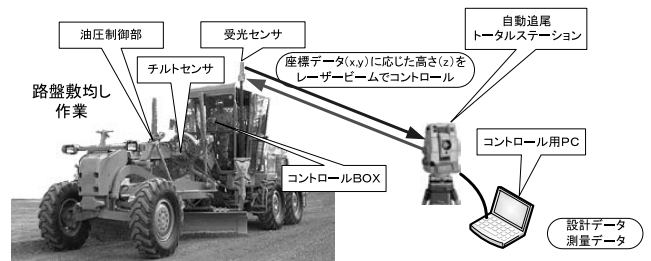 油圧制御部
受光センサ
自動追尾
トータルステーション
チルトセンサ
座標データ(x,y)に応じた高さ(z)を
レーザービームでコントロール
路盤敷均し
作業
コントロール用PC
コントロールBOX
設計データ
測量データ